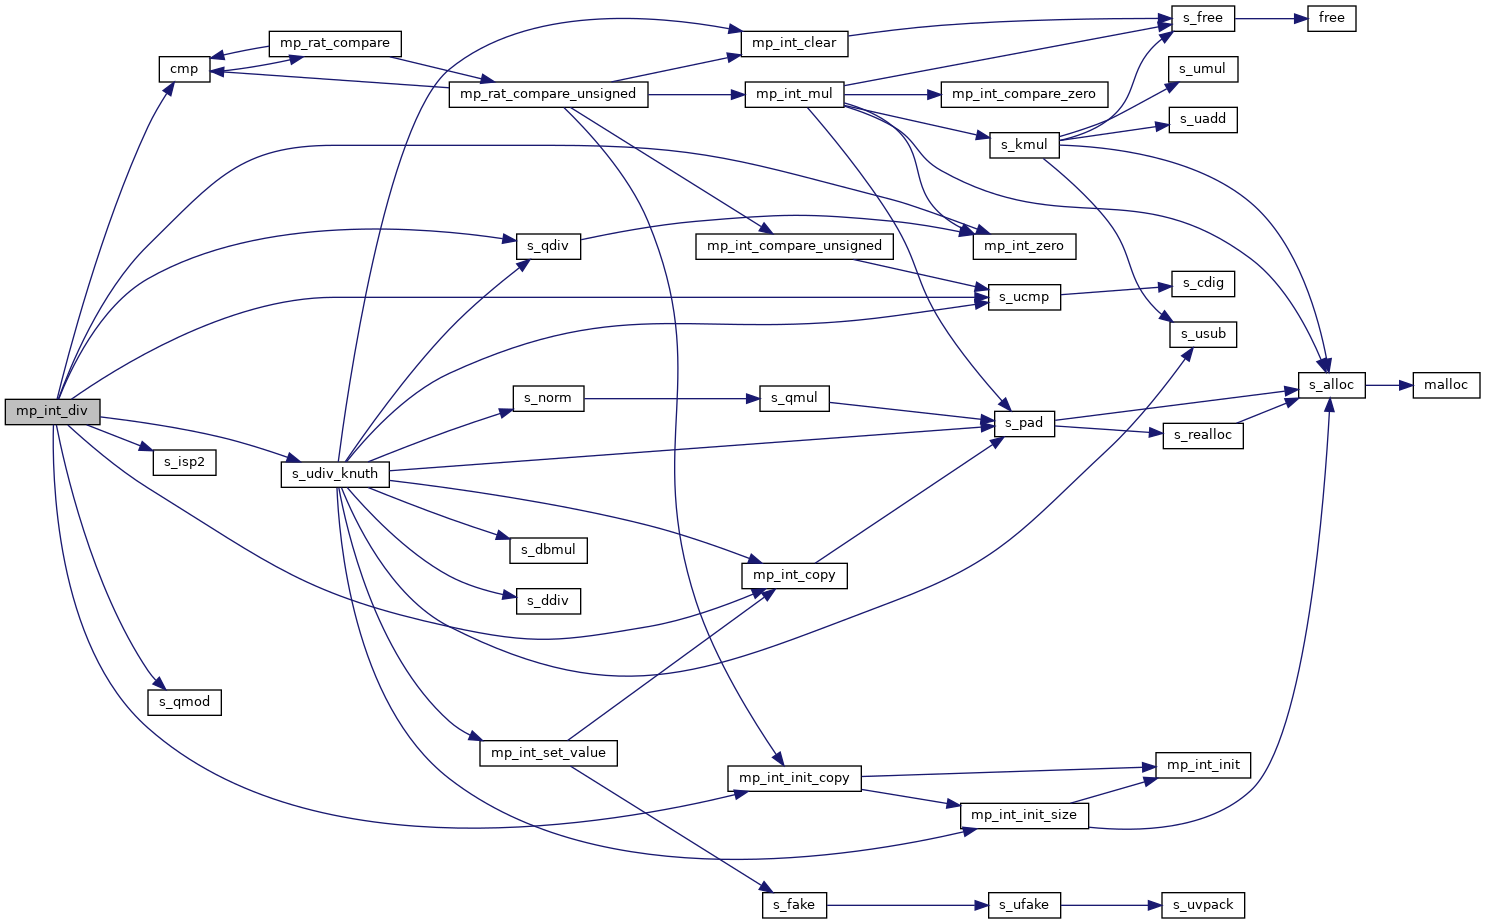 s_free
free
mp_rat_compare
mp_int_clear
cmp
s_umul
mp_rat_compare_unsigned
mp_int_mul
mp_int_compare_zero
s_uadd
s_kmul
s_qdiv
mp_int_compare_unsigned
mp_int_zero
s_cdig
s_ucmp
s_usub
s_alloc
malloc
s_norm
s_qmul
mp_int_div
s_pad
s_realloc
s_isp2
s_udiv_knuth
s_dbmul
mp_int_copy
s_ddiv
s_qmod
mp_int_set_value
mp_int_init
mp_int_init_copy
mp_int_init_size
s_fake
s_ufake
s_uvpack